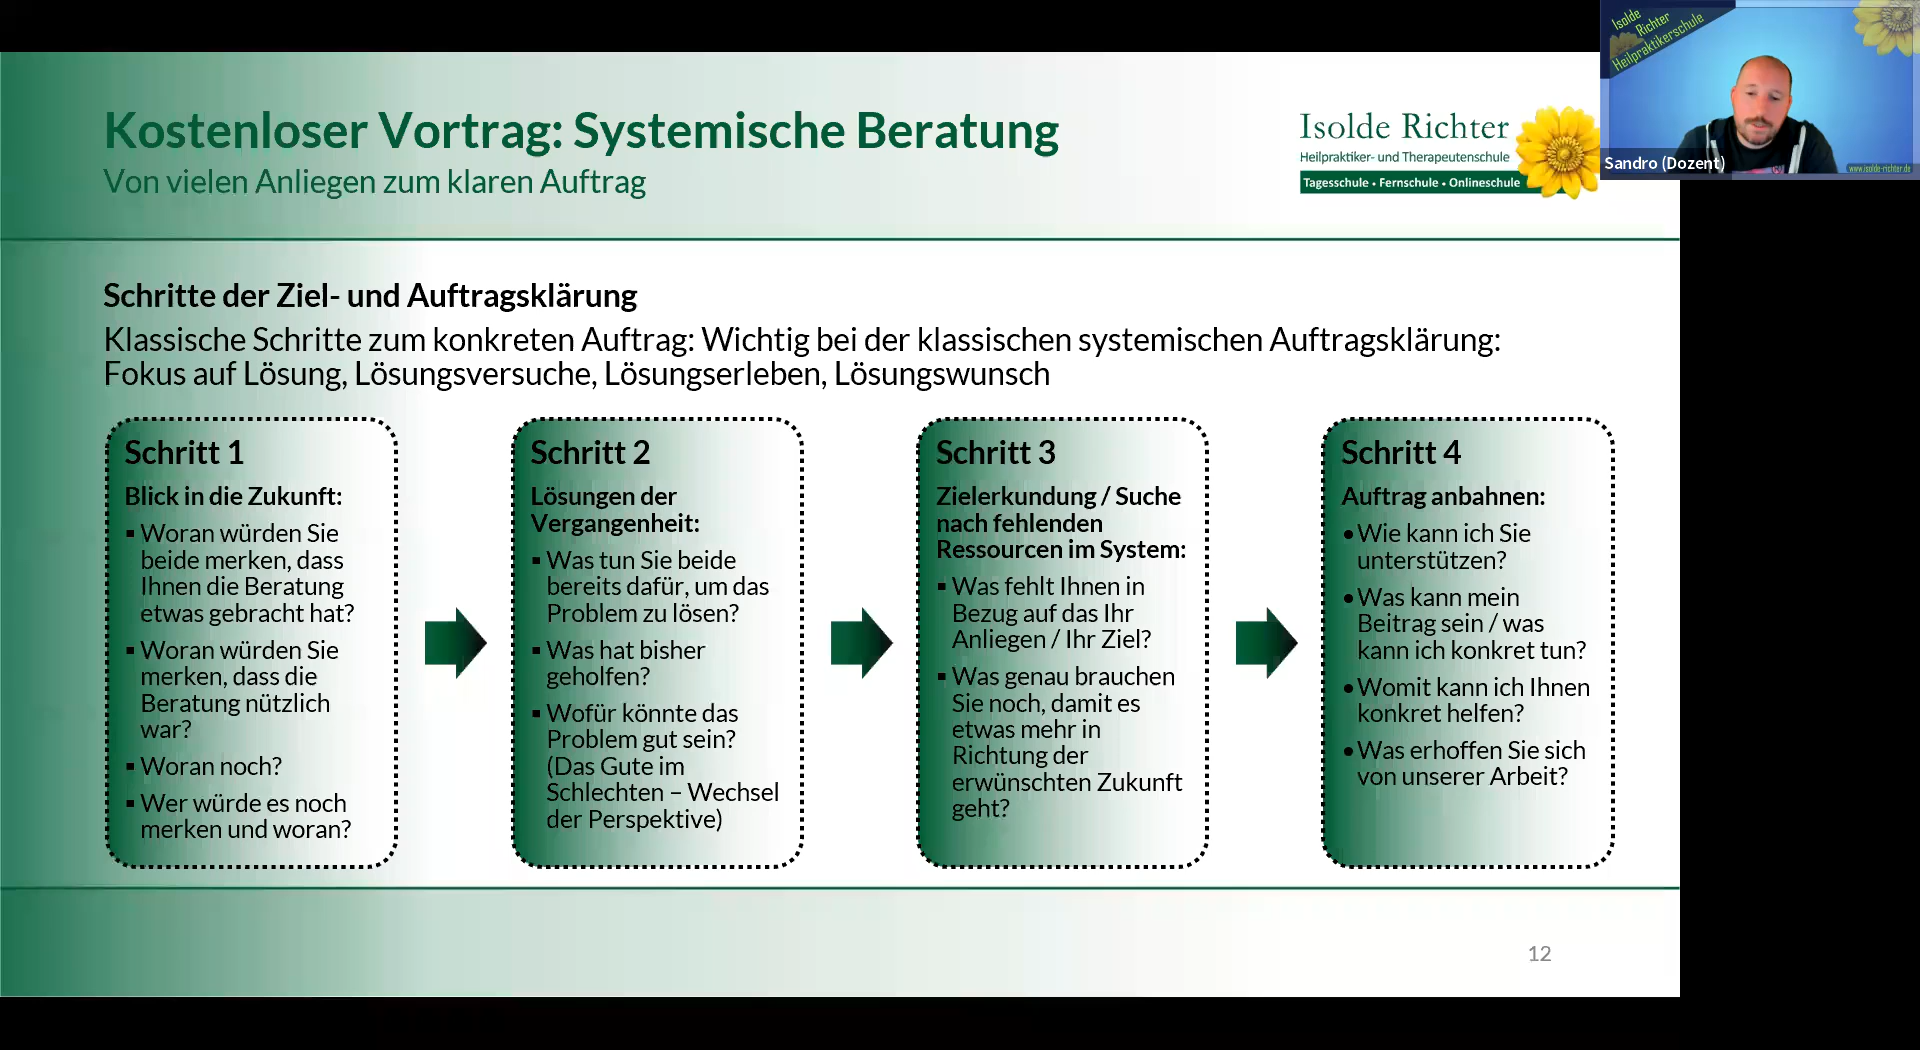 Kostenloser Vortrag: Systemische Beratung
Von vielen Anliegen zum klaren Auftrag
Isolde Richter
Heilpraktiker- und Therapeutenschule
Tagesschule • Fernschule • Onlineschule
Isolde
Richter
Heilpraktikerschule
Sandro (Dozent)
www.isolde-richter.de
Schritte der Ziel- und Auftragsklärung
Klassische Schritte zum konkreten Auftrag: Wichtig bei der klassischen systemischen Auftragsklärung:
Fokus auf Lösung, Lösungsversuche, Lösungserleben, Lösungswunsch
Schritt 1
Blick in die Zukunft:
▪ Woran würden Sie
beide merken, dass
Ihnen die Beratung
etwas gebracht hat?
▪ Woran würden Sie
merken, dass die
Beratung nützlich
war?
▪ Woran noch?
▪ Wer würde es noch
merken und woran?
Schritt 2
Lösungen der
Vergangenheit:
▪ Was tun Sie beide
bereits dafür, um das
Problem zu lösen?
▪ Was hat bisher
geholfen?
▪ Wofür könnte das
Problem gut sein?
(Das Gute im
Schlechten – Wechsel
der Perspektive)
Schritt 3
Zielerkundung / Suche
nach fehlenden
Ressourcen im System:
▪ Was fehlt Ihnen in
Bezug auf das Ihr
Anliegen / Ihr Ziel?
▪ Was genau brauchen
Sie noch, damit es
etwas mehr in
Richtung der
erwünschten Zukunft
geht?
Schritt 4
Auftrag anbahnen:
• Wie kann ich Sie
unterstützen?
• Was kann mein
Beitrag sein / was
kann ich konkret tun?
• Womit kann ich Ihnen
konkret helfen?
• Was erhoffen Sie sich
von unserer Arbeit?
12